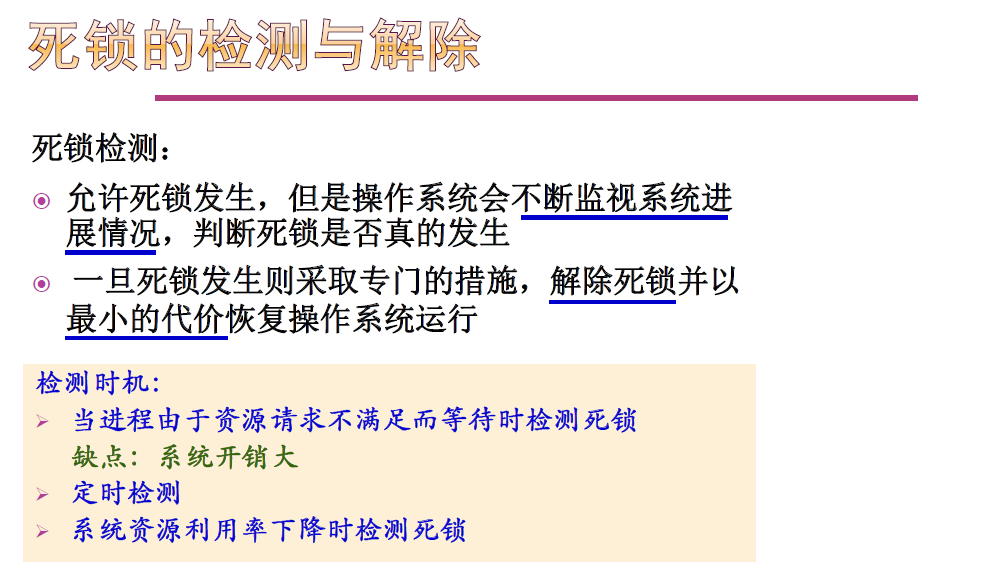 死锁的检测与解除
死锁检测：
允许死锁发生，但是操作系统会不断监视系统进
展情况，判断死锁是否真的发生
一旦死锁发生则采取专门的措施，解除死锁并以
最小的代价恢复操作系统运行
检测时机：
当进程由于资源请求不满足而等待时检测死锁
缺点： 系统开销大
定时检测
系统资源利用率下降时检测死锁